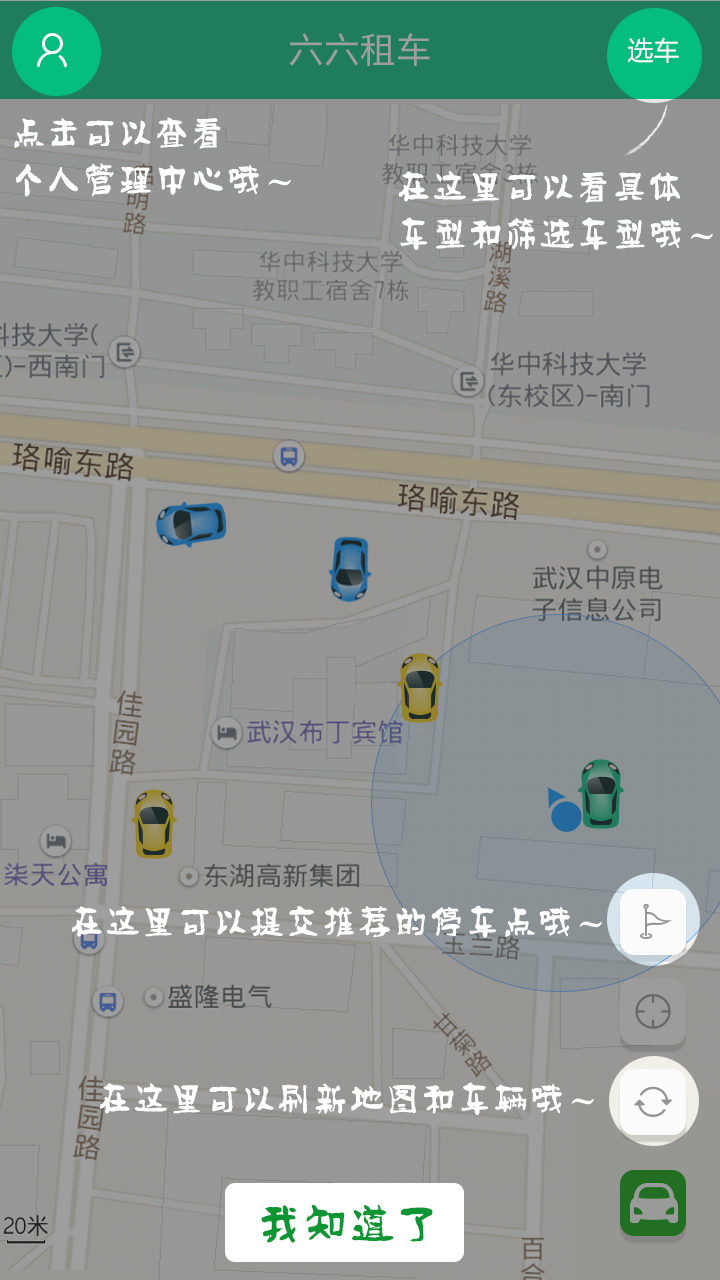 六六租车
选车
点击可以查看
个人管理中心哦～
华中科技大学
教职工宿舍3栋
在这里可以看具体
车型和筛选车型哦～
明路
湖溪路
华中科技大学
教职工宿舍7栋
科技大学(
)-西南门
华中科技大学
(东校区)-南门
珞喻东路
珞喻东路
武汉中原电
子信息公司
佳园路
武汉布丁宾馆
柒天公寓
东湖高新集团
在这里可以提交推荐的停车点哦～
玉兰路
盛隆电气
佳园路
在这里可以刷新地图和车辆哦～
我知道了
20米
百合